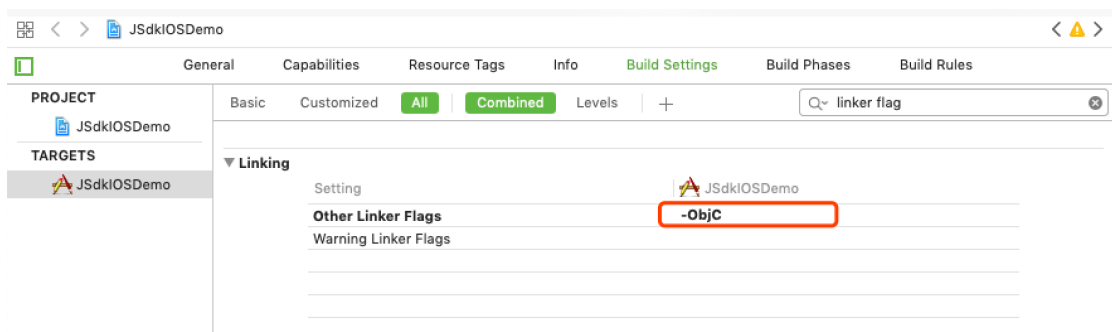 JSdkIOSDemo
General Capabilities Resource Tags Info Build Settings Build Phases Build Rules
PROJECT
JSdkIOSDemo
TARGETS
JSdkIOSDemo
Basic Customized All Combined Levels + linker flag
Linking
Setting JSdkIOSDemo
Other Linker Flags -ObjC
Warning Linker Flags